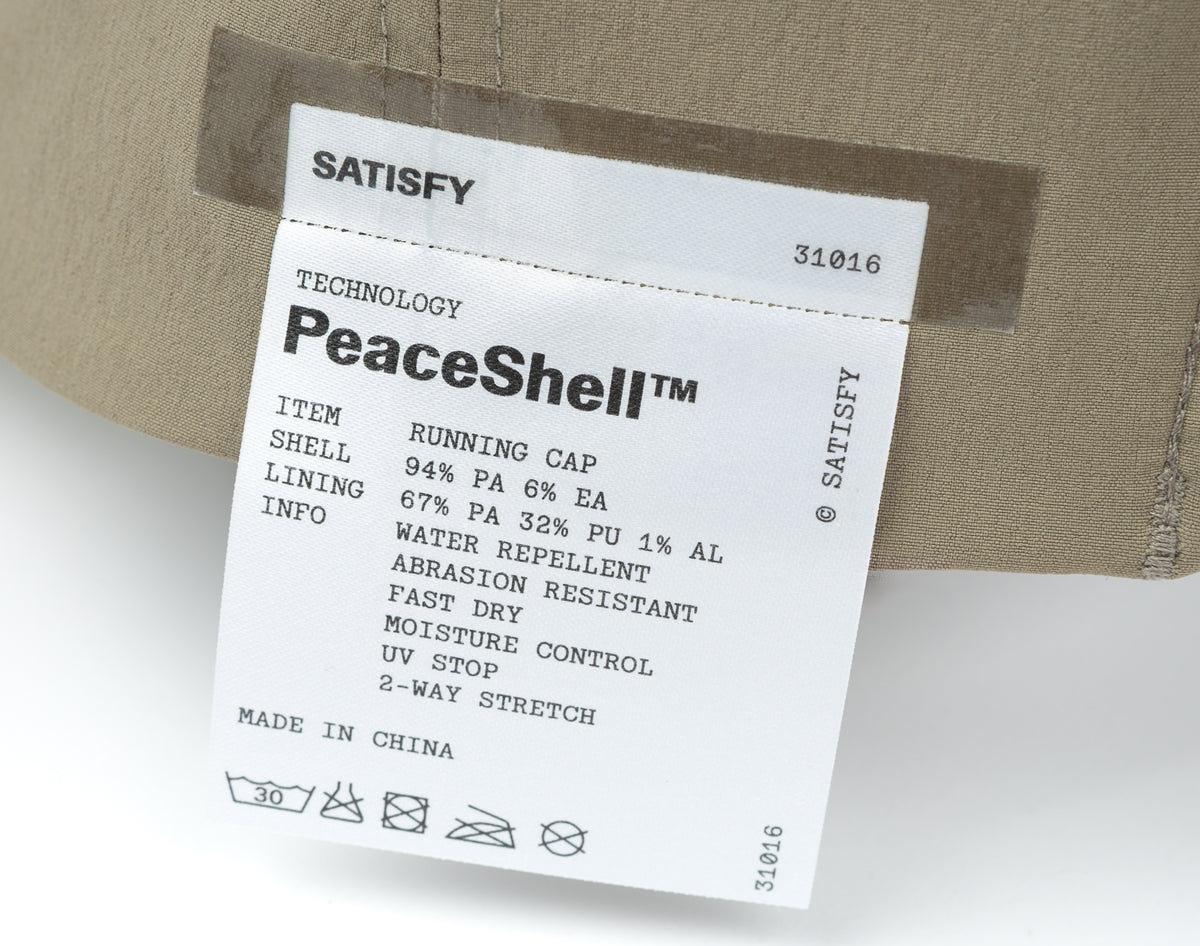 SATISFY
31016
TECHNOLOGY
PeaceShell™
ITEM RUNNING CAP
SHELL 94% PA 6% EA
LINING 67% PA 32% PU 1% AL
INFO WATER REPELLENT
ABRASION RESISTANT
FAST DRY
MOISTURE CONTROL
UV STOP
2-WAY STRETCH
MADE IN CHINA
30
© SATISFY
31016